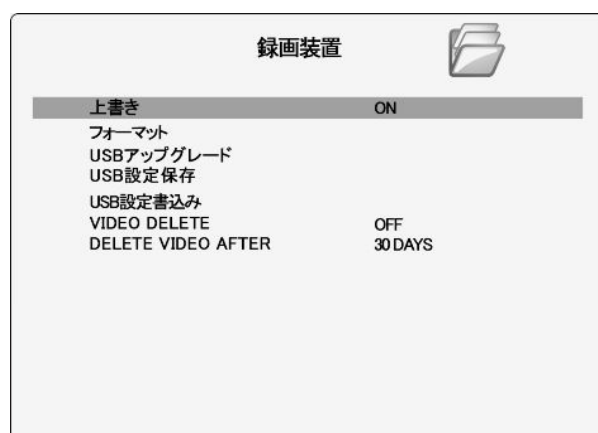 録画装置
上書き ON
フォーマット
USBアップグレード
USB設定保存
USB設定書込み
VIDEO DELETE OFF
DELETE VIDEO AFTER 30 DAYS